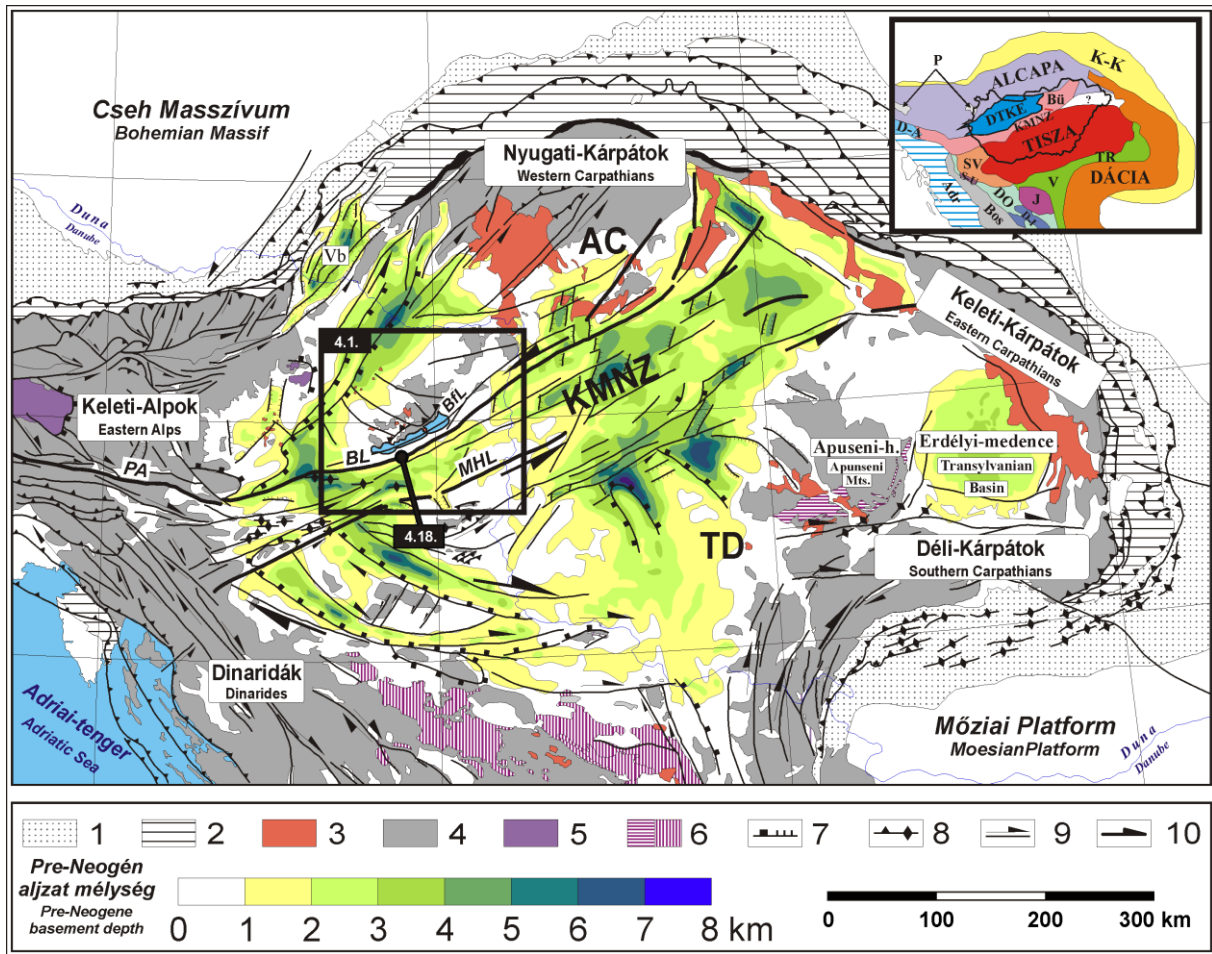 Cseh Masszívum
Bohemian Massif
Duna
Danube
Nyugati-Kárpátok
Western Carpathians
Vb
AC
4.1.
Keleti-Alpok
Eastern Alps
PA
BfL
BL
MHL
KMNZ
4.18.
TD
Keleti-Kárpátok
Eastern Carpathians
Apuseni-h.
Apunseni
Mts.
Erdélyi-medence
Transylvanian
Basin
Déli-Kárpátok
Southern Carpathians
Dinaridák
Dinarides
Adriai-tenger
Adriatic Sea
Móziai Platform
MoesianPlatform
Duna
Danube
P
ALCAPA
K-K
DTKE
Bü
?
KMNZ
D-A
TISZA
SV
TR
DÁCIA
V
Adr
DO
J
Bos
1 2 3 4 5 6 7 8 9 10
Pre-Neogén
aljzat mélység
Pre-Neogene
basement depth
0 1 2 3 4 5 6 7 8 km
0 100 200 300 km